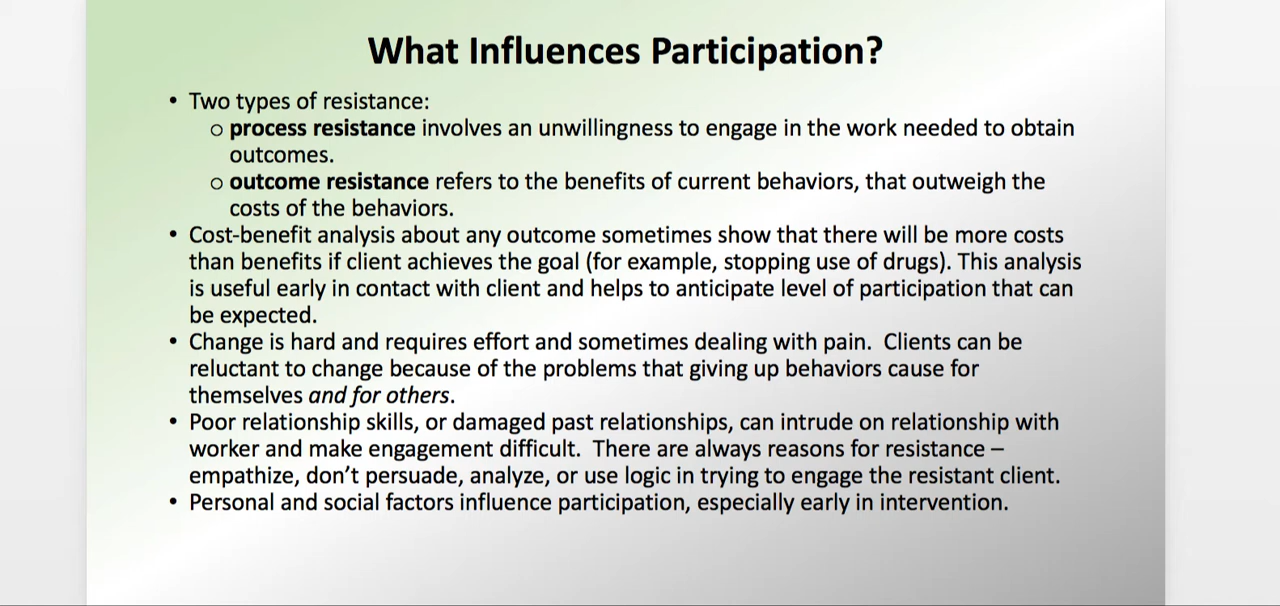 What Influences Participation?
• Two types of resistance:
o process resistance involves an unwillingness to engage in the work needed to obtain
outcomes.
o outcome resistance refers to the benefits of current behaviors, that outweigh the
costs of the behaviors.
• Cost-benefit analysis about any outcome sometimes show that there will be more costs
than benefits if client achieves the goal (for example, stopping use of drugs). This analysis
is useful early in contact with client and helps to anticipate level of participation that can
be expected.
• Change is hard and requires effort and sometimes dealing with pain.  Clients can be
reluctant to change because of the problems that giving up behaviors cause for
themselves and for others.
• Poor relationship skills, or damaged past relationships, can intrude on relationship with
worker and make engagement difficult.  There are always reasons for resistance –
empathize, don’t persuade, analyze, or use logic in trying to engage the resistant client.
• Personal and social factors influence participation, especially early in intervention.